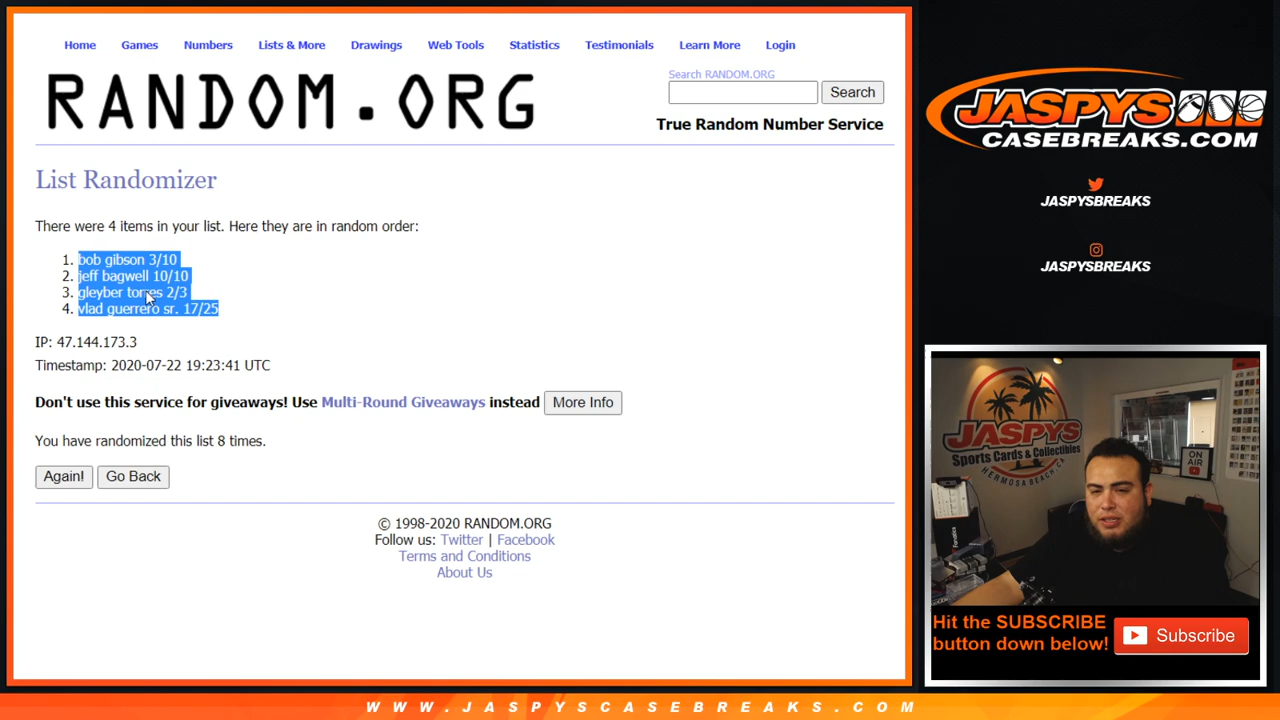 Home Games Numbers Lists & More Drawings Web Tools Statistics Testimonials Learn More Login
RANDOM.ORG
Search RANDOM.ORG
Search
True Random Number Service
List Randomizer
There were 4 items in your list. Here they are in random order:
1. bob gibson 3/10
2. jeff bagwell 10/10
3. gleyber torres 2/3
4. vlad guerrero sr. 17/25
IP: 47.144.173.3
Timestamp: 2020-07-22 19:23:41 UTC
Don't use this service for giveaways! Use Multi-Round Giveaways instead More Info
You have randomized this list 8 times.
Again! Go Back
© 1998-2020 RANDOM.ORG
Follow us: Twitter | Facebook
Terms and Conditions
About Us
JASPYS
CASEBREAKS.COM
JASPYSBREAKS
JASPYSBREAKS
JASPYS
Sports Cards & Collectibles
HERMOSA BEACH, CA
ON
AIR
Fanatics
Hit the SUBSCRIBE
button down below!
Subscribe
WWW.JASPYSCASEBREAKS.COM